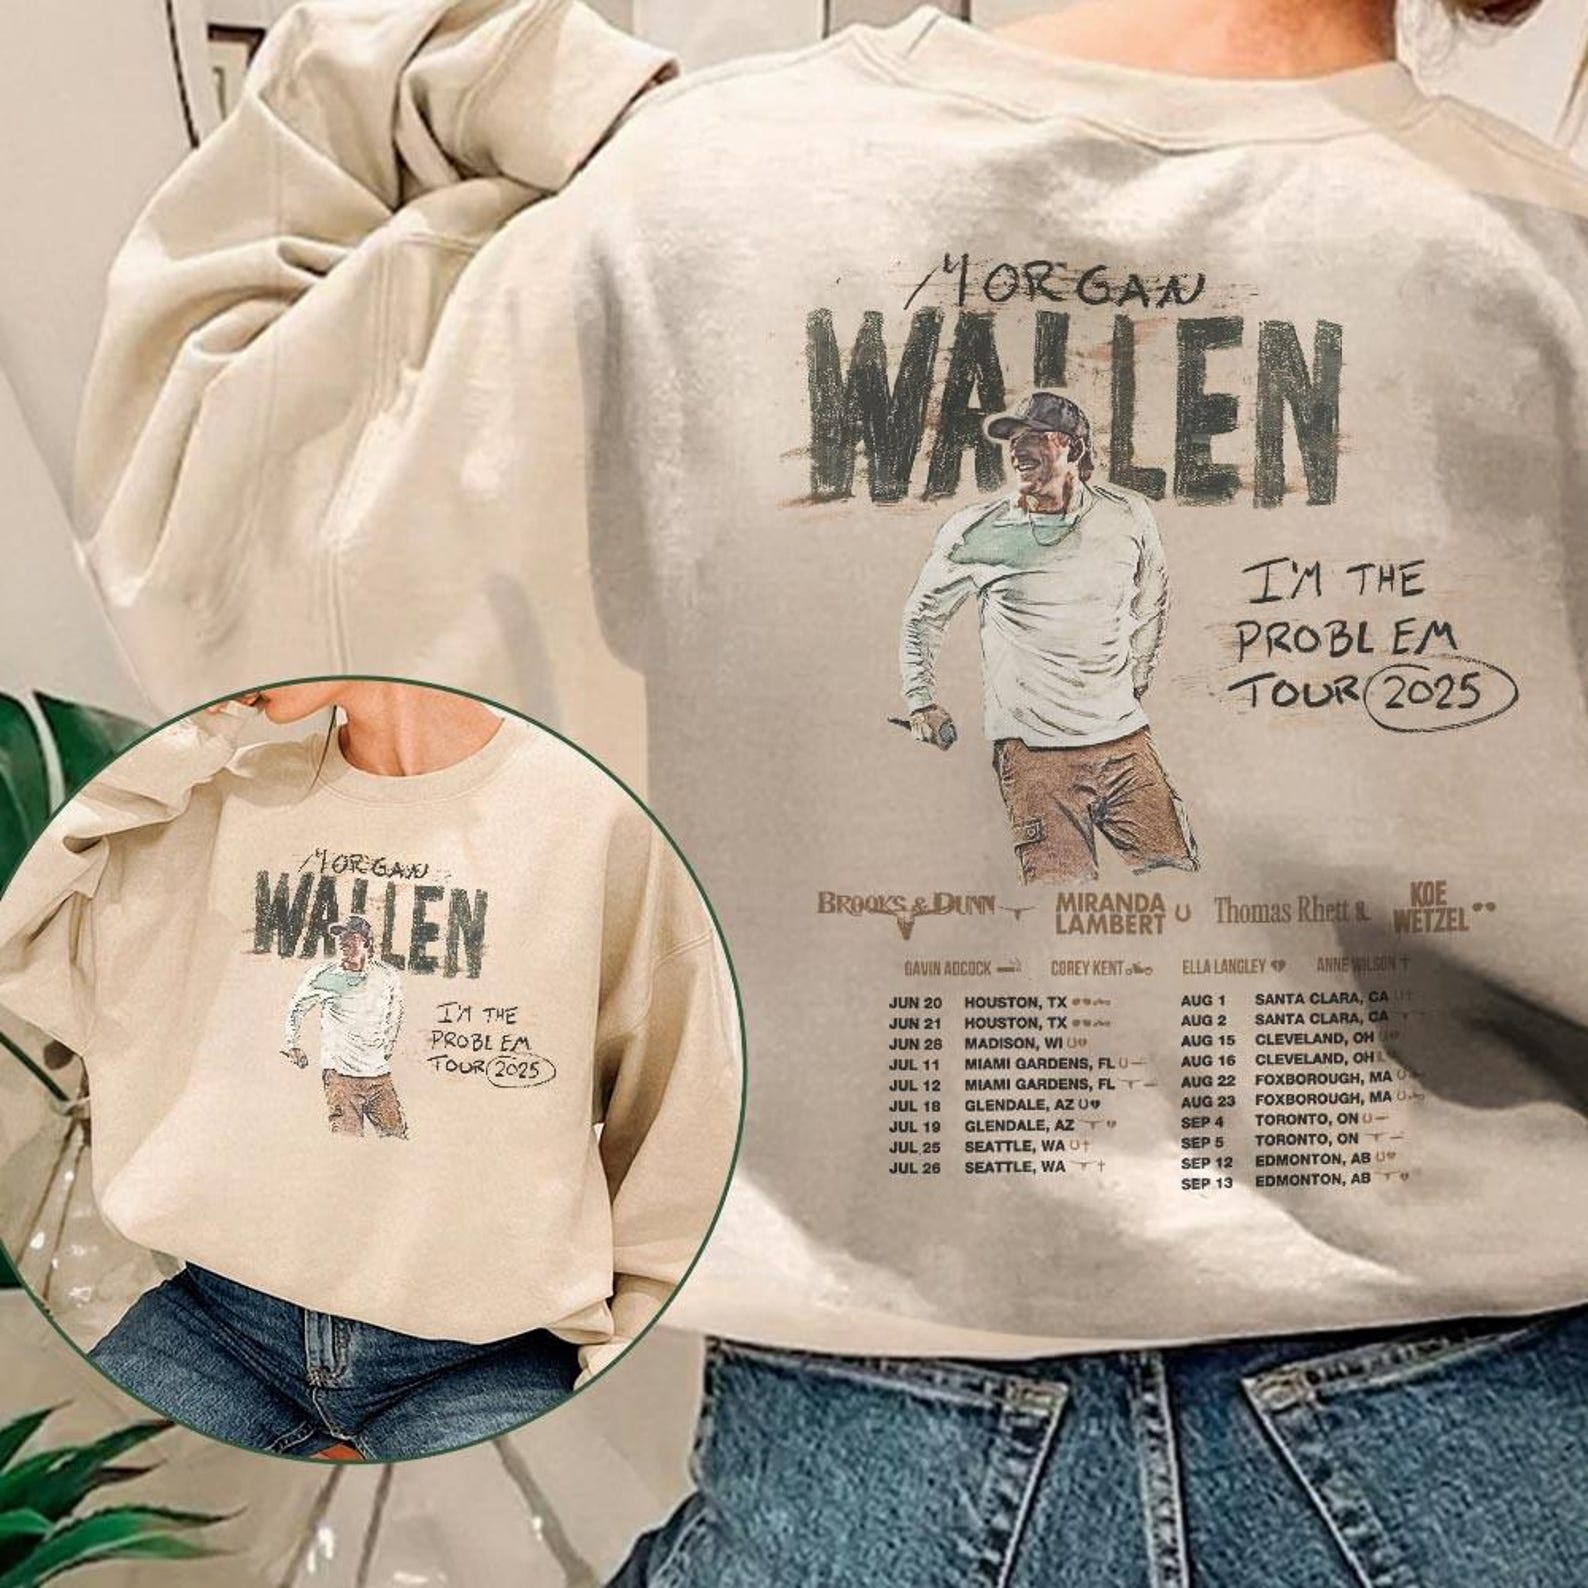 MORGAN
WALLEN
I'M THE
PROBLEM
TOUR 2025
BROOKS & DUNN
MIRANDA
LAMBERT
Thomas Rhett &
KOE
WETZEL
GAVIN ADCOCK
COREY KENT
ELLA LANGLEY
ANNE WILSON
JUN 20 HOUSTON, TX
JUN 21 HOUSTON, TX
JUN 28 MADISON, WI
JUL 11 MIAMI GARDENS, FL
JUL 12 MIAMI GARDENS, FL
JUL 18 GLENDALE, AZ
JUL 19 GLENDALE, AZ
JUL 25 SEATTLE, WA
JUL 26 SEATTLE, WA
AUG 1 SANTA CLARA, CA
AUG 2 SANTA CLARA, CA
AUG 15 CLEVELAND, OH
AUG 16 CLEVELAND, OH
AUG 22 FOXBOROUGH, MA
AUG 23 FOXBOROUGH, MA
SEP 4 TORONTO, ON
SEP 5 TORONTO, ON
SEP 12 EDMONTON, AB
SEP 13 EDMONTON, AB
MORGAN
WALLEN
I'M THE
PROBLEM
TOUR 2025